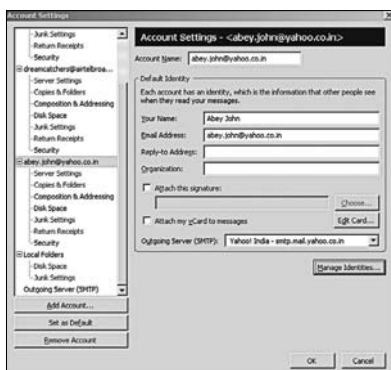 Account Settings
Junk Settings
Return Receipts
Security
dreamcatchers@airtelbroa...
Server Settings
Copies & Folders
Composition & Addressing
Disk Space
Junk Settings
Return Receipts
Security
abey.john@yahoo.co.in
Server Settings
Copies & Folders
Composition & Addressing
Disk Space
Junk Settings
Return Receipts
Security
Local Folders
Disk Space
Junk Settings
Outgoing Server (SMTP)
Add Account...
Set as Default
Remove Account
Account Settings - <abey.john@yahoo.co.in>
Account Name: abey.john@yahoo.co.in
Default Identity
Each account has an identity, which is the information that other people see
when they read your messages.
Your Name: Abey John
Email Address: abey.john@yahoo.co.in
Reply-to Address:
Organization:
Attach this signature:
Choose...
Attach my vCard to messages
Edit Card...
Outgoing Server (SMTP): Yahoo! India - smtp.mail.yahoo.co.in
Manage Identities...
OK
Cancel